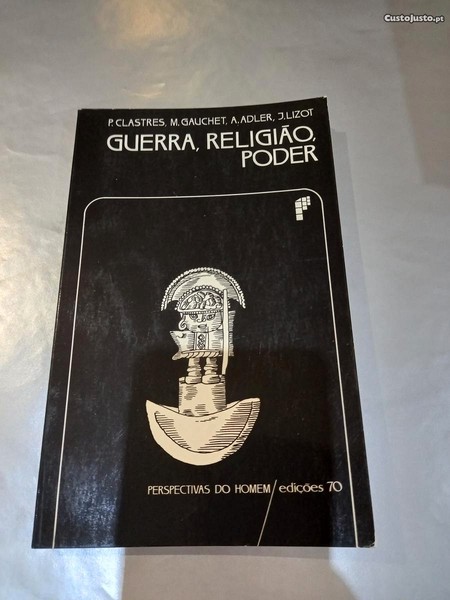 CustoJusto.pt
P. CLASTRES, M. GAUCHET, A. ADLER, J. LIZOT
GUERRA, RELIGIÃO,
PODER
PERSPECTIVAS DO HOMEM / edições 70